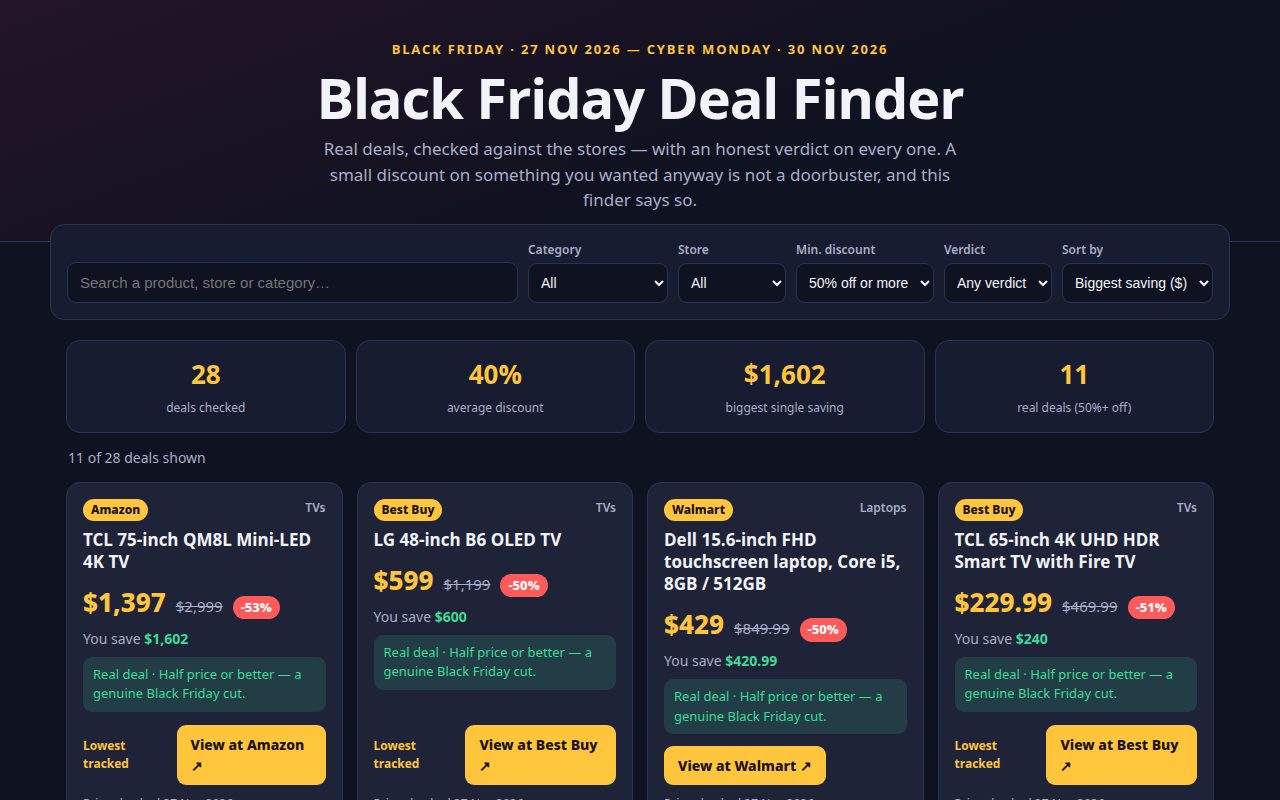 BLACK FRIDAY · 27 NOV 2026 — CYBER MONDAY · 30 NOV 2026
Black Friday Deal Finder
Real deals, checked against the stores — with an honest verdict on every one. A
small discount on something you wanted anyway is not a doorbuster, and this
finder says so.
Category
Store
Min. discount
Verdict
Sort by
Search a product, store or category…
All
All
50% off or more
Any verdict
Biggest saving ($)
28
deals checked
40%
average discount
$1,602
biggest single saving
11
real deals (50%+ off)
11 of 28 deals shown
Amazon
TVs
TCL 75-inch QM8L Mini-LED
4K TV
$1,397 $2,999 -53%
You save $1,602
Real deal · Half price or better — a
genuine Black Friday cut.
Lowest
tracked
View at Amazon
↗
Best Buy
TVs
LG 48-inch B6 OLED TV
$599 $1,199 -50%
You save $600
Real deal · Half price or better — a
genuine Black Friday cut.
Lowest
tracked
View at Best Buy
↗
Walmart
Laptops
Dell 15.6-inch FHD
touchscreen laptop, Core i5,
8GB / 512GB
$429 $849.99 -50%
You save $420.99
Real deal · Half price or better — a
genuine Black Friday cut.
View at Walmart ↗
Best Buy
TVs
TCL 65-inch 4K UHD HDR
Smart TV with Fire TV
$229.99 $469.99 -51%
You save $240
Real deal · Half price or better — a
genuine Black Friday cut.
Lowest
tracked
View at Best Buy
↗